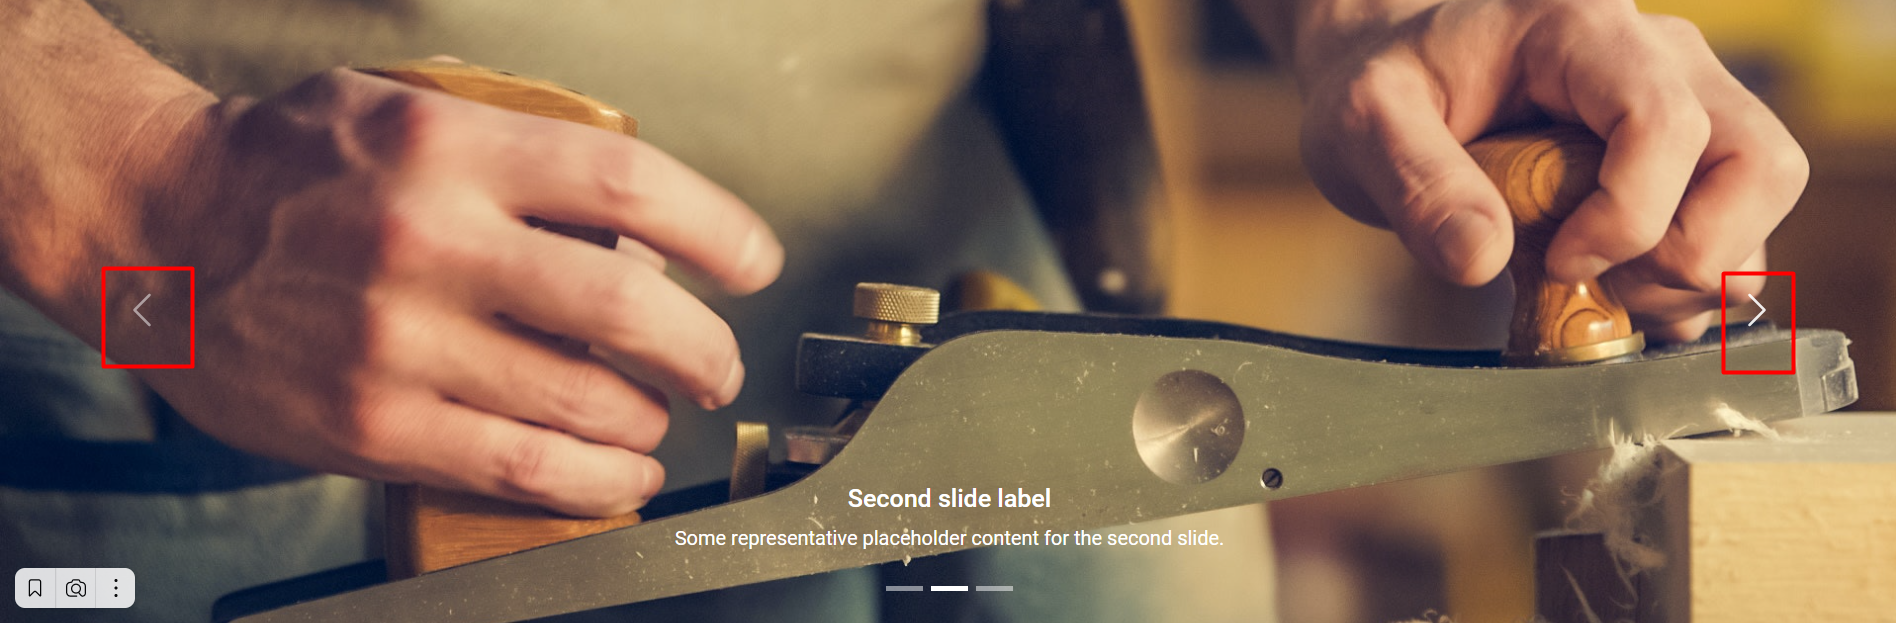 Second slide label
Some representative placeholder content for the second slide.